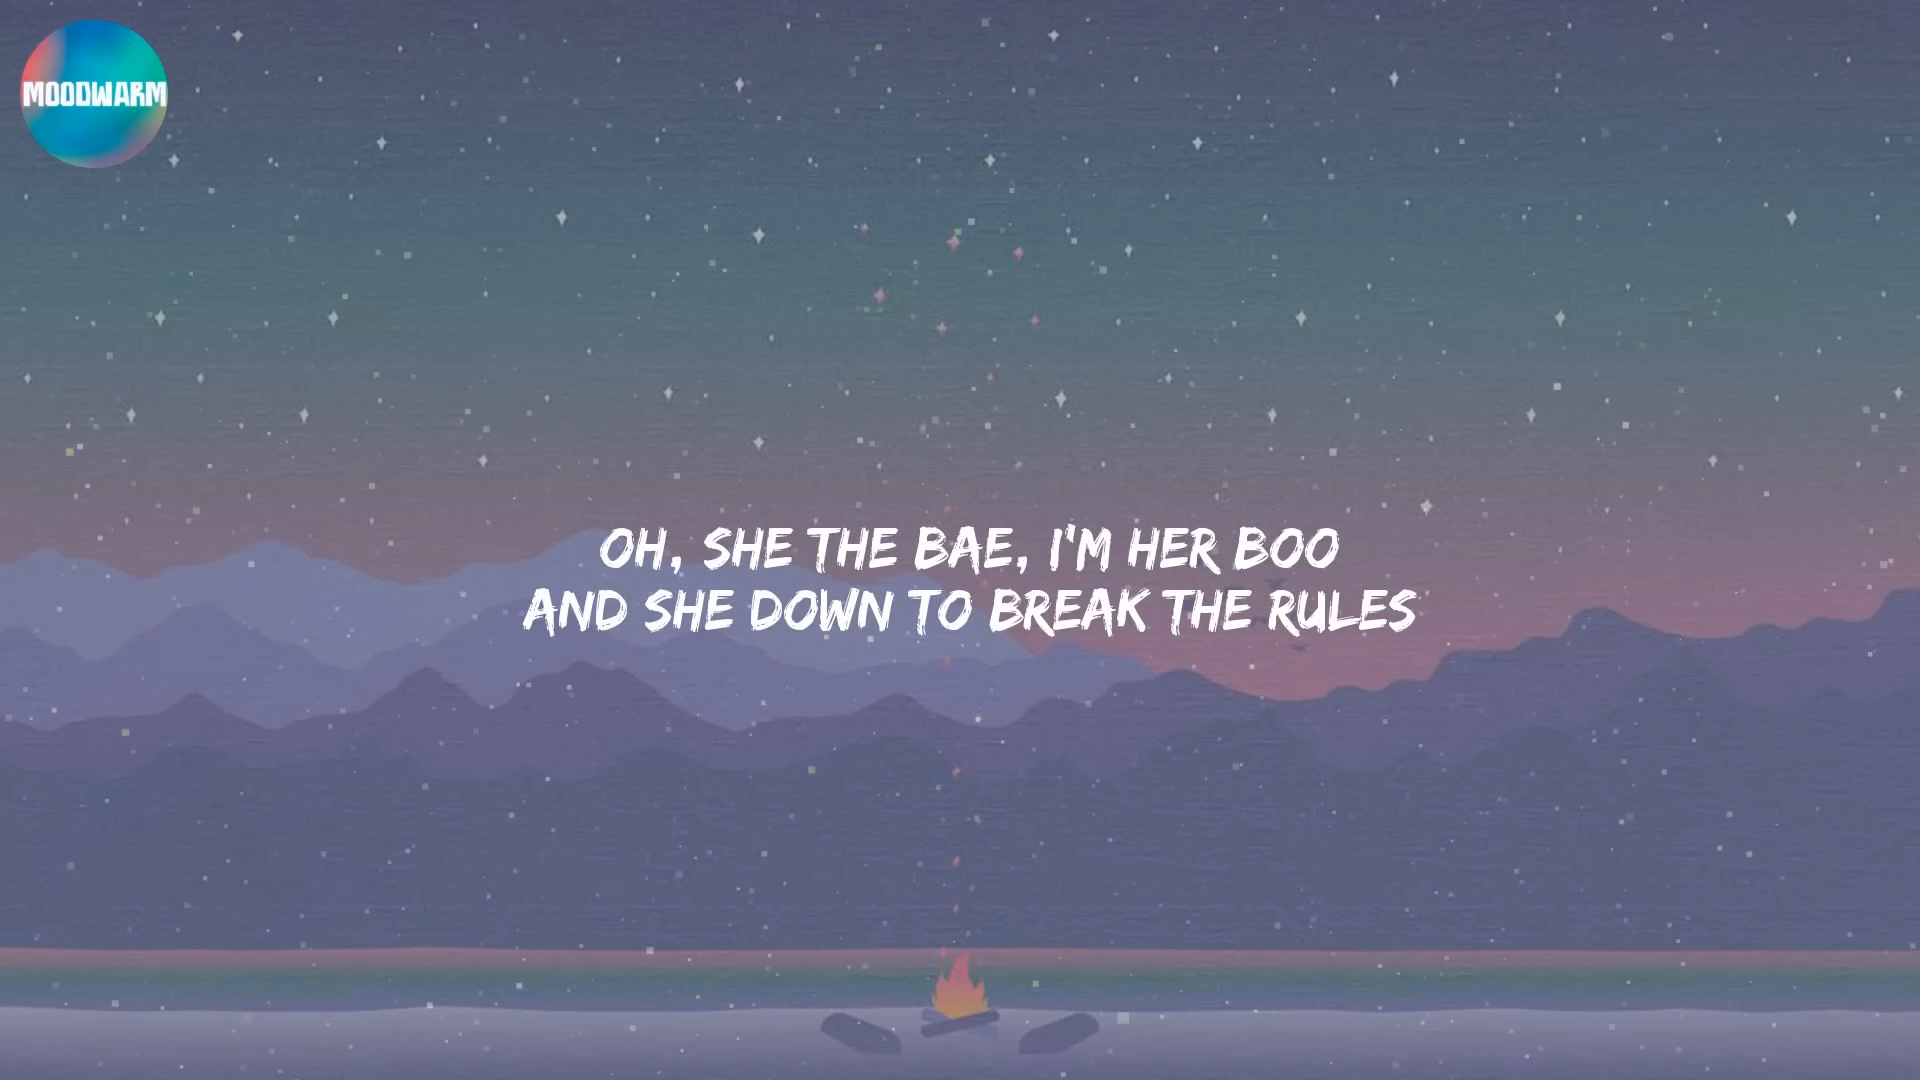 MOODWARM
OH, SHE THE BAE, I'M HER BOO
AND SHE DOWN TO BREAK THE RULES